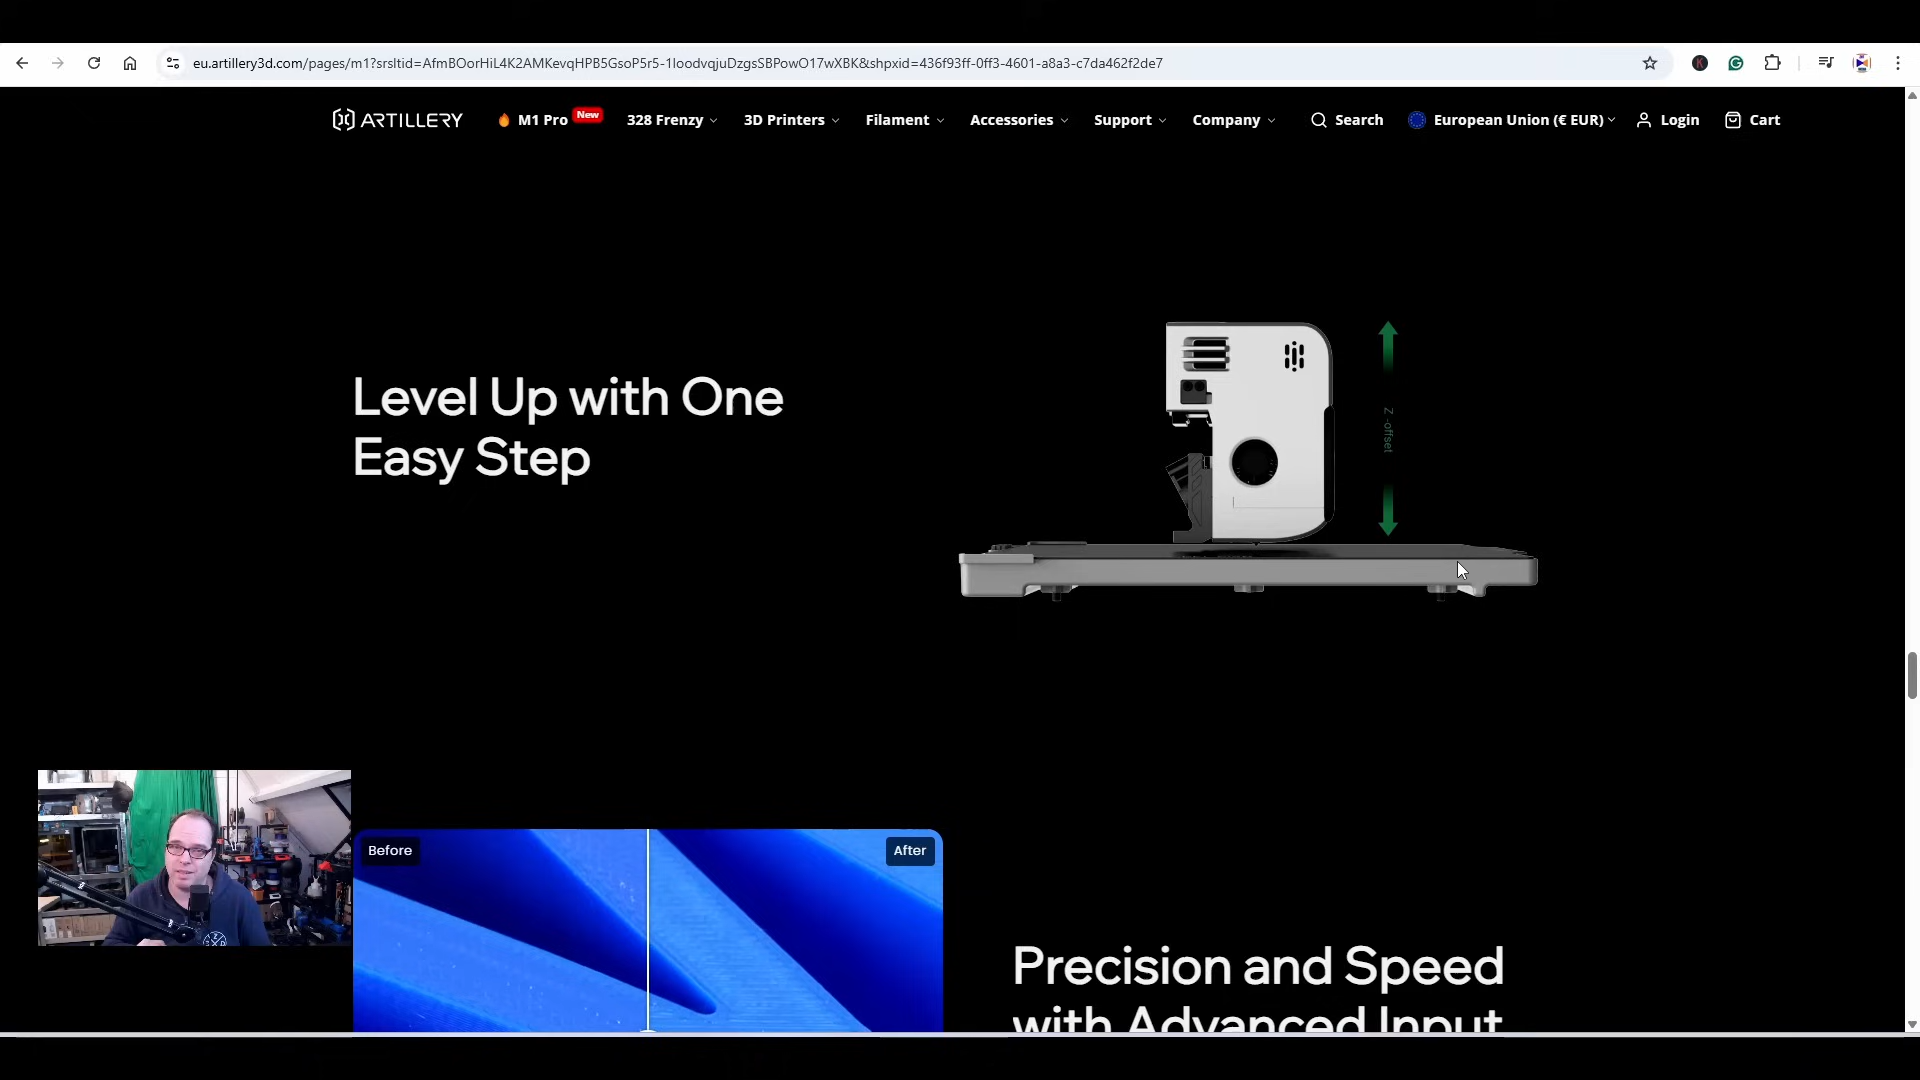 eu.artillery3d.com/pages/m1?srsltid=AfmBOorHiL4K2AMKevqHPB5GsoP5r5-1loodvqjuDzgsSBPowO17wXBK&shpxid=436f93ff-0ff3-4601-a8a3-c7da462f2de7
ARTILLERY
M1 Pro
New
328 Frenzy
3D Printers
Filament
Accessories
Support
Company
Search
European Union (€ EUR)
Login
Cart
Level Up with One
Easy Step
Z-offset
Before
After
Precision and Speed
with Advanced Input